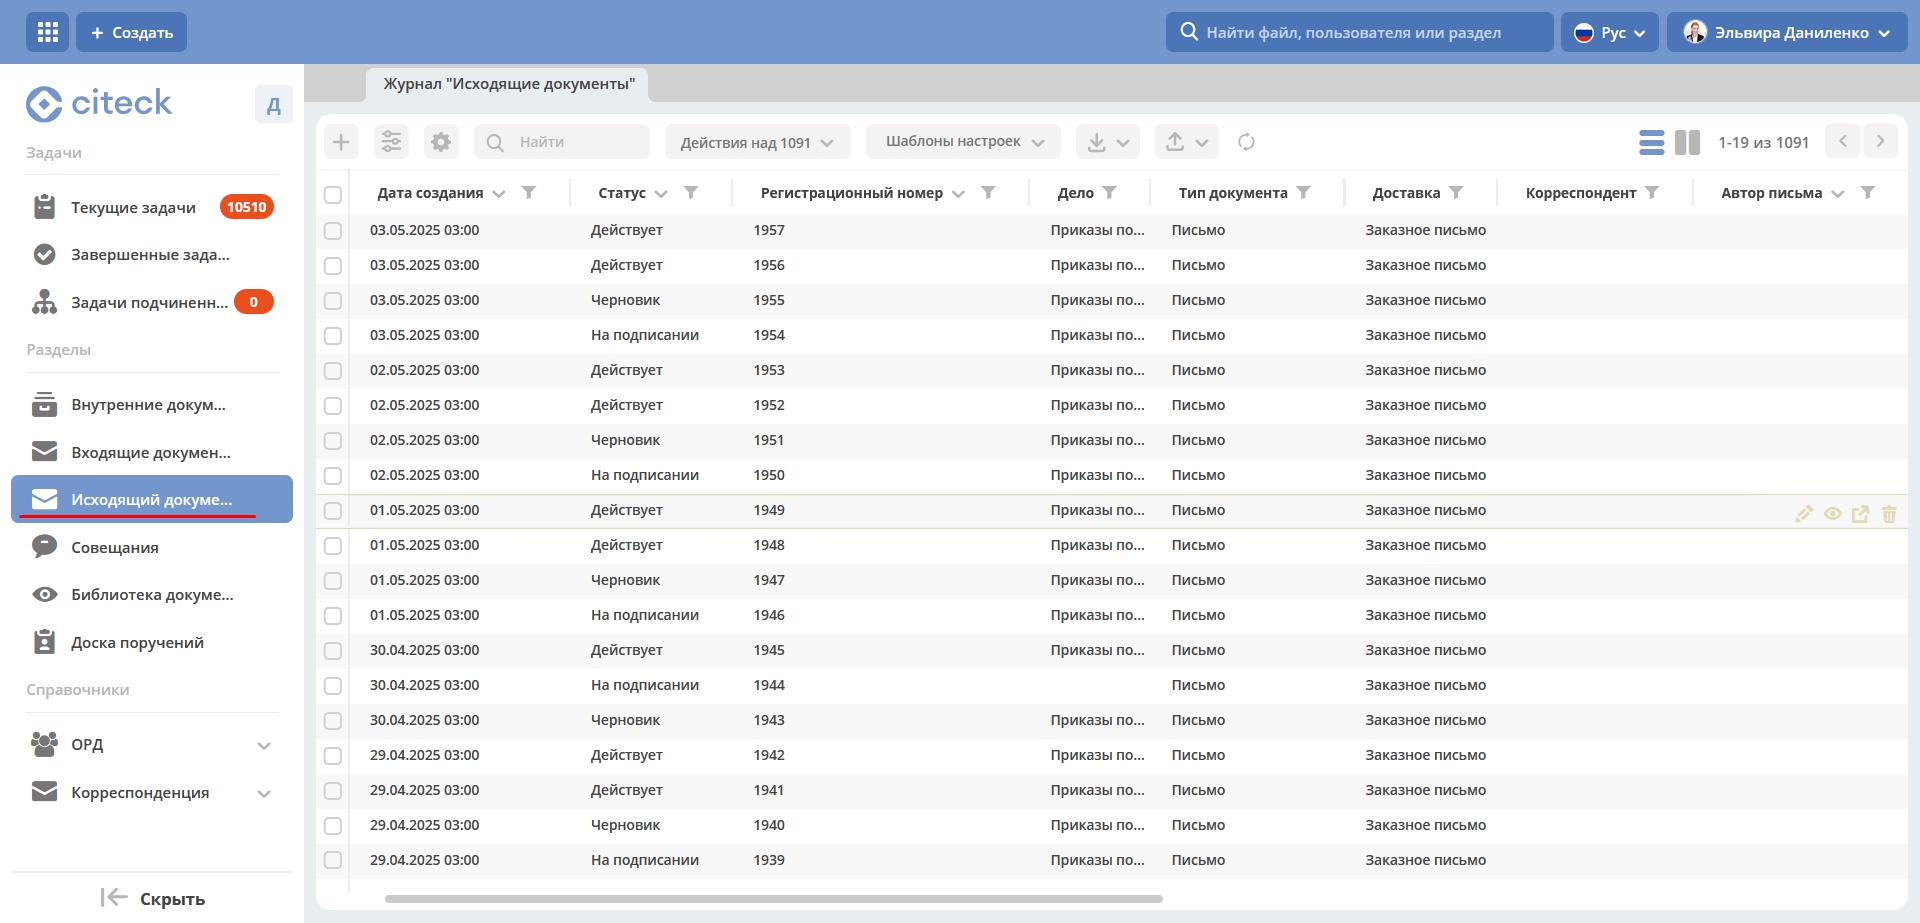 Создать
Найти файл, пользователя или раздел
Рус
Эльвира Даниленко
citeck
Д
Задачи
Текущие задачи 10510
Завершенные зада...
Задачи подчиненн... 0
Разделы
Внутренние докум...
Входящие докумен...
Исходящий докуме...
Совещания
Библиотека докуме...
Доска поручений
Справочники
ОРД
Корреспонденция
Скрыть
Журнал "Исходящие документы"
Найти
Действия над 1091
Шаблоны настроек
1-19 из 1091
Дата создания Статус Регистрационный номер Дело Тип документа Доставка Корреспондент Автор письма
03.05.2025 03:00 Действует 1957 Приказы по... Письмо Заказное письмо
03.05.2025 03:00 Действует 1956 Приказы по... Письмо Заказное письмо
03.05.2025 03:00 Черновик 1955 Приказы по... Письмо Заказное письмо
03.05.2025 03:00 На подписании 1954 Приказы по... Письмо Заказное письмо
02.05.2025 03:00 Действует 1953 Приказы по... Письмо Заказное письмо
02.05.2025 03:00 Действует 1952 Приказы по... Письмо Заказное письмо
02.05.2025 03:00 Черновик 1951 Приказы по... Письмо Заказное письмо
02.05.2025 03:00 На подписании 1950 Приказы по... Письмо Заказное письмо
01.05.2025 03:00 Действует 1949 Приказы по... Письмо Заказное письмо
01.05.2025 03:00 Действует 1948 Приказы по... Письмо Заказное письмо
01.05.2025 03:00 Черновик 1947 Приказы по... Письмо Заказное письмо
01.05.2025 03:00 На подписании 1946 Приказы по... Письмо Заказное письмо
30.04.2025 03:00 Действует 1945 Приказы по... Письмо Заказное письмо
30.04.2025 03:00 На подписании 1944 Письмо Заказное письмо
30.04.2025 03:00 Черновик 1943 Приказы по... Письмо Заказное письмо
29.04.2025 03:00 Действует 1942 Приказы по... Письмо Заказное письмо
29.04.2025 03:00 Действует 1941 Приказы по... Письмо Заказное письмо
29.04.2025 03:00 Черновик 1940 Приказы по... Письмо Заказное письмо
29.04.2025 03:00 На подписании 1939 Приказы по... Письмо Заказное письмо